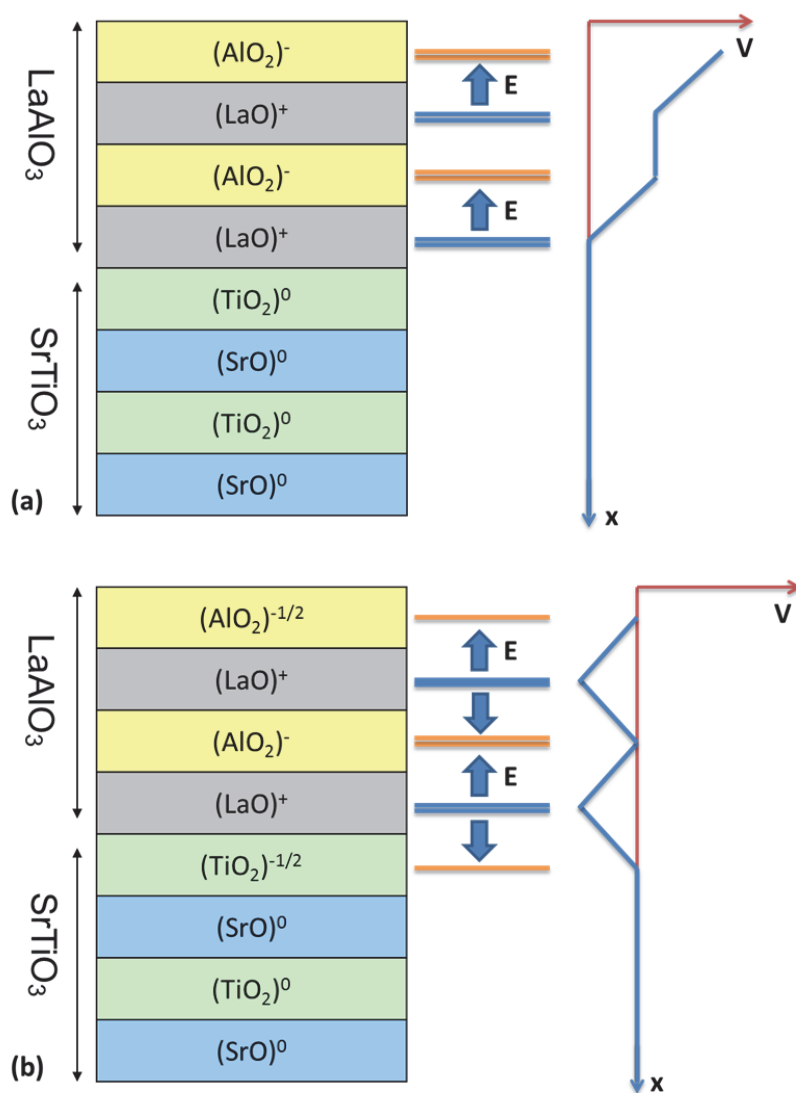 (AlO₂)⁻
V
E
(LaO)⁺
LaAlO₃
(AlO₂)⁻
E
(LaO)⁺
(TiO₂)⁰
(SrO)⁰
SrTiO₃
(TiO₂)⁰
(SrO)⁰
(a)
x
(AlO₂)⁻¹/²
V
E
(LaO)⁺
LaAlO₃
(AlO₂)⁻
E
(LaO)⁺
(TiO₂)⁻¹/²
(SrO)⁰
SrTiO₃
(TiO₂)⁰
(SrO)⁰
(b)
x